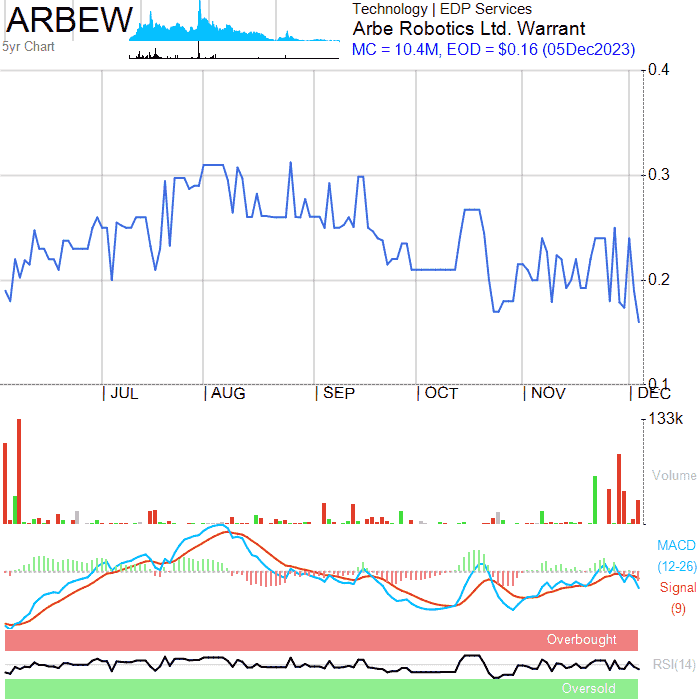 ARBEW
5yr Chart
Technology | EDP Services
Arbe Robotics Ltd. Warrant
MC = 10.4M, EOD = $0.16 (05Dec2023)
0.4
0.3
0.2
0.1
| JUL | AUG | SEP | OCT | NOV | DEC
133k
Volume
MACD
(12-26)
Signal
(9)
Overbought
RSI(14)
Oversold